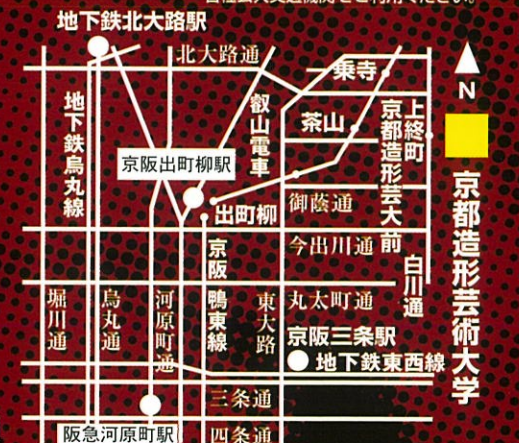 各社公共交通機関をご利用ください。
地下鉄北大路駅
北大路通
乗寺
N
地下鉄烏丸線
叡山電車
茶山
上終町
京都造形芸大前
京阪出町柳駅
出町柳
御蔭通
京都造形芸術大学
京阪
鴨東線
今出川通
白川通
堀川通
烏丸通
河原町通
東大路
丸太町通
京阪三条駅
地下鉄東西線
三条通
阪急河原町駅
四条通